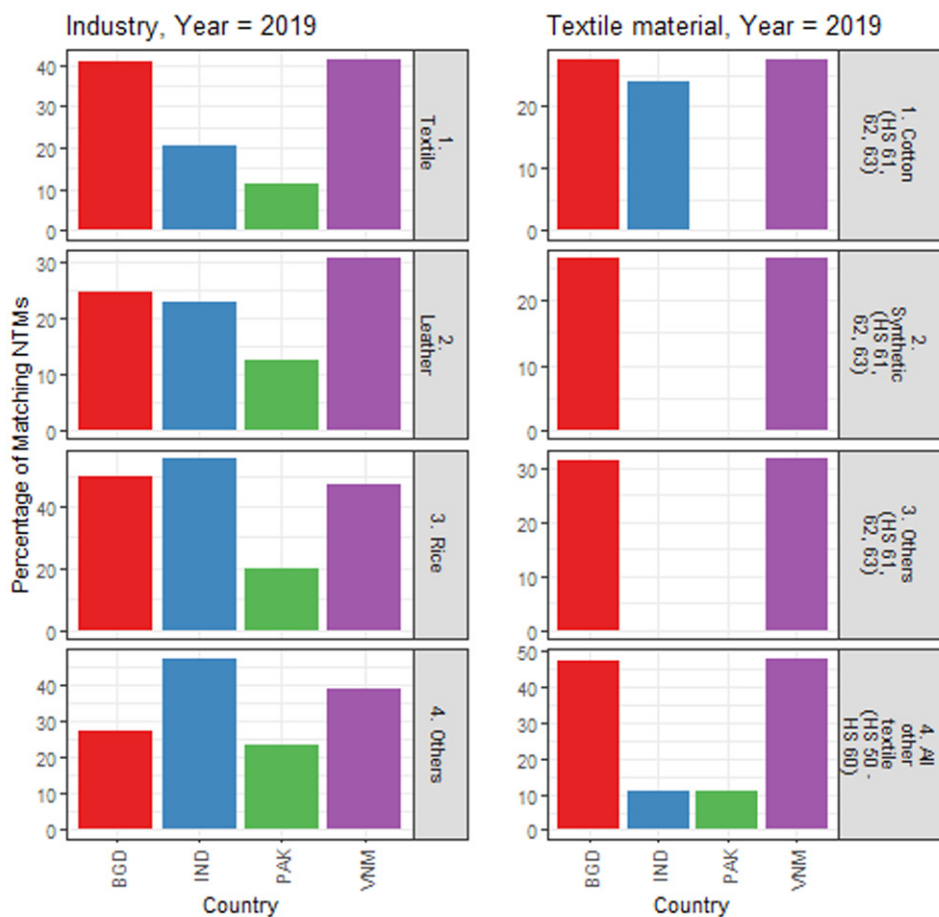 Industry, Year = 2019
Percentage of Matching NTMs
40
30
20
10
0
1.
Textile
30
20
10
0
2.
Leather
40
20
0
3. Rice
40
30
20
10
0
4. Others
BGD
IND
PAK
VNM
Country
Textile material, Year = 2019
20
10
0
1. Cotton
(HS 61,
62, 63)
20
10
0
2.
Synthetic
(HS 61,
62, 63)
30
20
10
0
3. Others
(HS 61,
62, 63)
50
40
30
20
10
0
4. All
other
textile
(HS 50 -
HS 60)
BGD
IND
PAK
VNM
Country